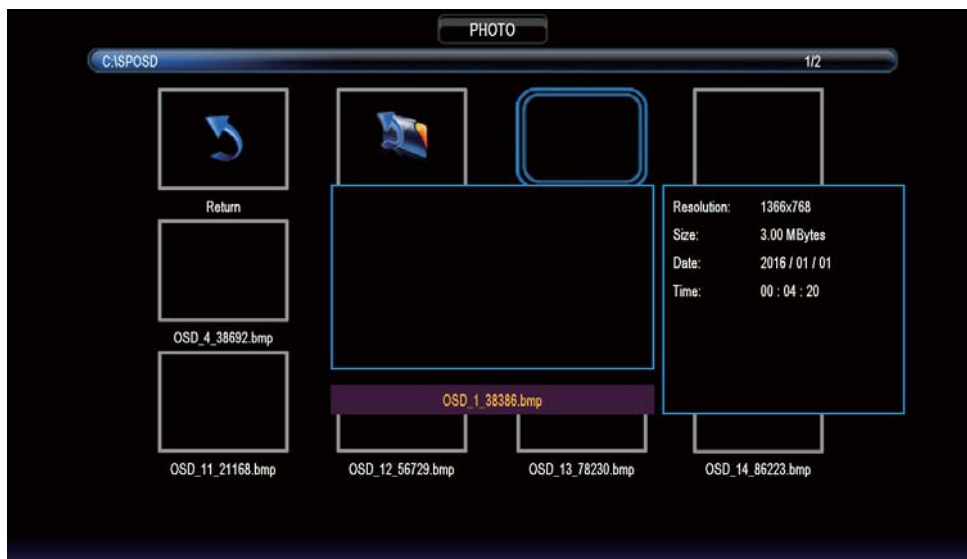 PHOTO
C:\SPOSD 1/2
Return
Resolution: 1366x768
Size: 3.00 MBytes
Date: 2016 / 01 / 01
Time: 00 : 04 : 20
OSD_4_38692.bmp
OSD_1_38386.bmp
OSD_11_21168.bmp OSD_12_56729.bmp OSD_13_78230.bmp OSD_14_86223.bmp